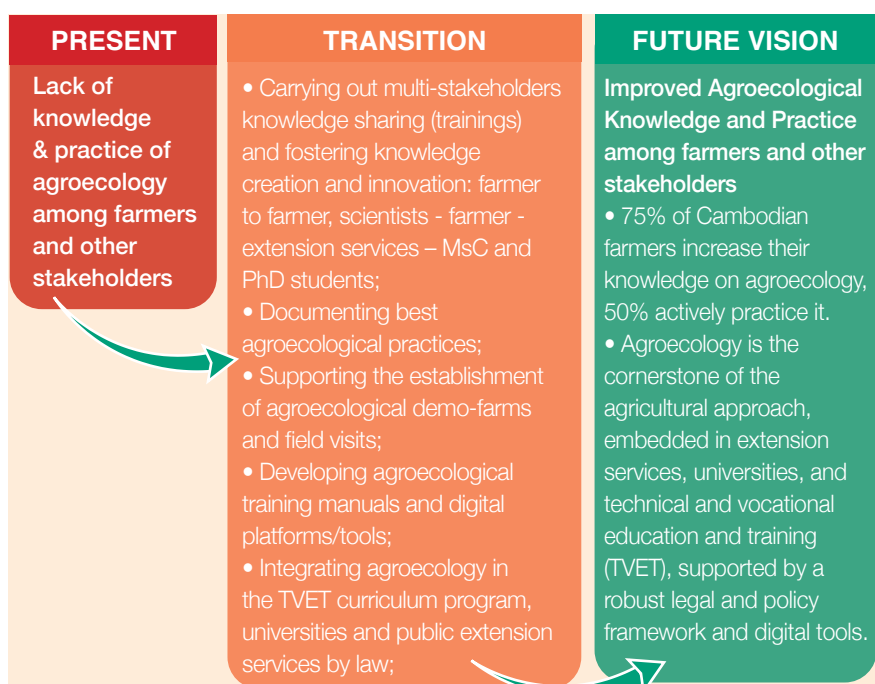 PRESENT
Lack of
knowledge
& practice of
agroecology
among farmers
and other
stakeholders
TRANSITION
• Carrying out multi-stakeholders
knowledge sharing (trainings)
and fostering knowledge
creation and innovation: farmer
to farmer, scientists - farmer -
extension services – MsC and
PhD students;
• Documenting best
agroecological practices;
• Supporting the establishment
of agroecological demo-farms
and field visits;
• Developing agroecological
training manuals and digital
platforms/tools;
• Integrating agroecology in
the TVET curriculum program,
universities and public extension
services by law;
FUTURE VISION
Improved Agroecological
Knowledge and Practice
among farmers and other
stakeholders
• 75% of Cambodian
farmers increase their
knowledge on agroecology,
50% actively practice it.
• Agroecology is the
cornerstone of the
agricultural approach,
embedded in extension
services, universities, and
technical and vocational
education and training
(TVET), supported by a
robust legal and policy
framework and digital tools.